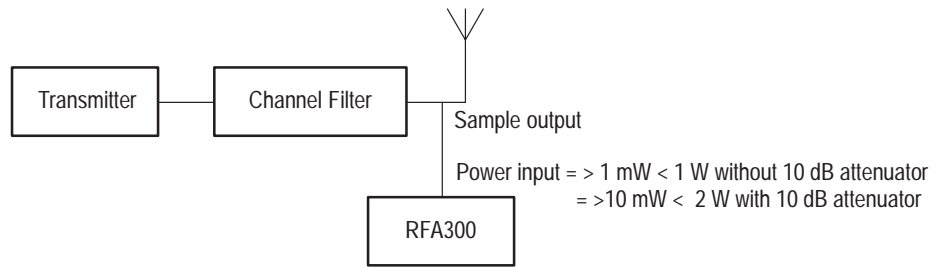 Transmitter
Channel Filter
Sample output
Power input = > 1 mW < 1 W without 10 dB attenuator
= >10 mW < 2 W with 10 dB attenuator
RFA300